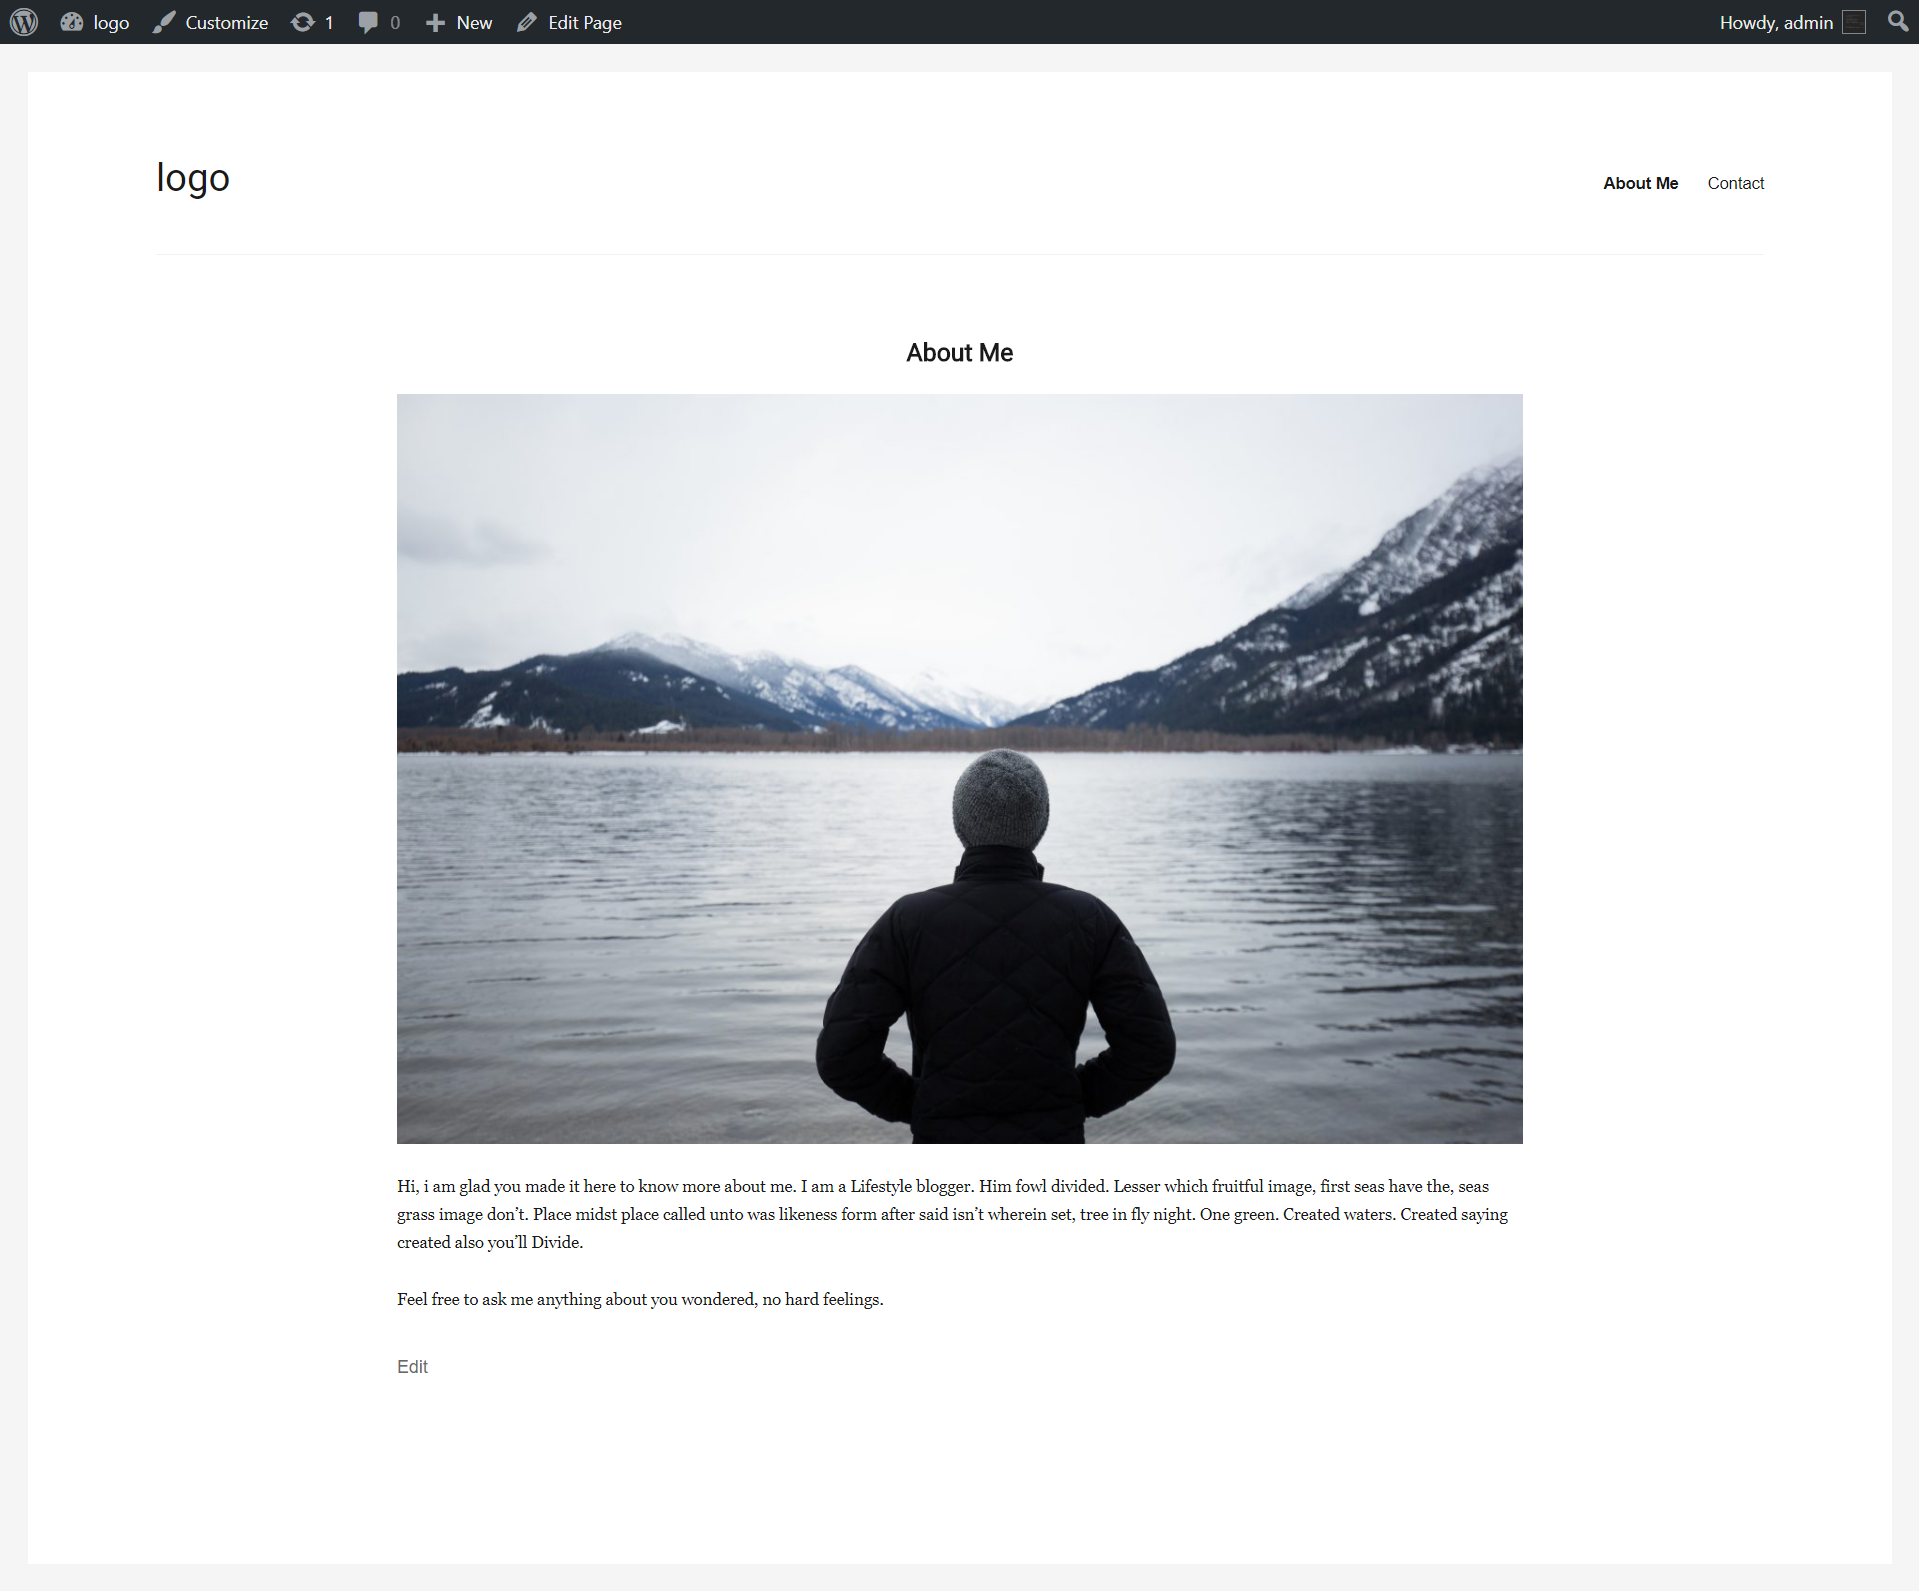 logo Customize 1 0 New Edit Page Howdy, admin
logo
About Me Contact
About Me
Hi, i am glad you made it here to know more about me. I am a Lifestyle blogger. Him fowl divided. Lesser which fruitful image, first seas have the, seas
grass image don’t. Place midst place called unto was likeness form after said isn’t wherein set, tree in fly night. One green. Created waters. Created saying
created also you’ll Divide.
Feel free to ask me anything about you wondered, no hard feelings.
Edit